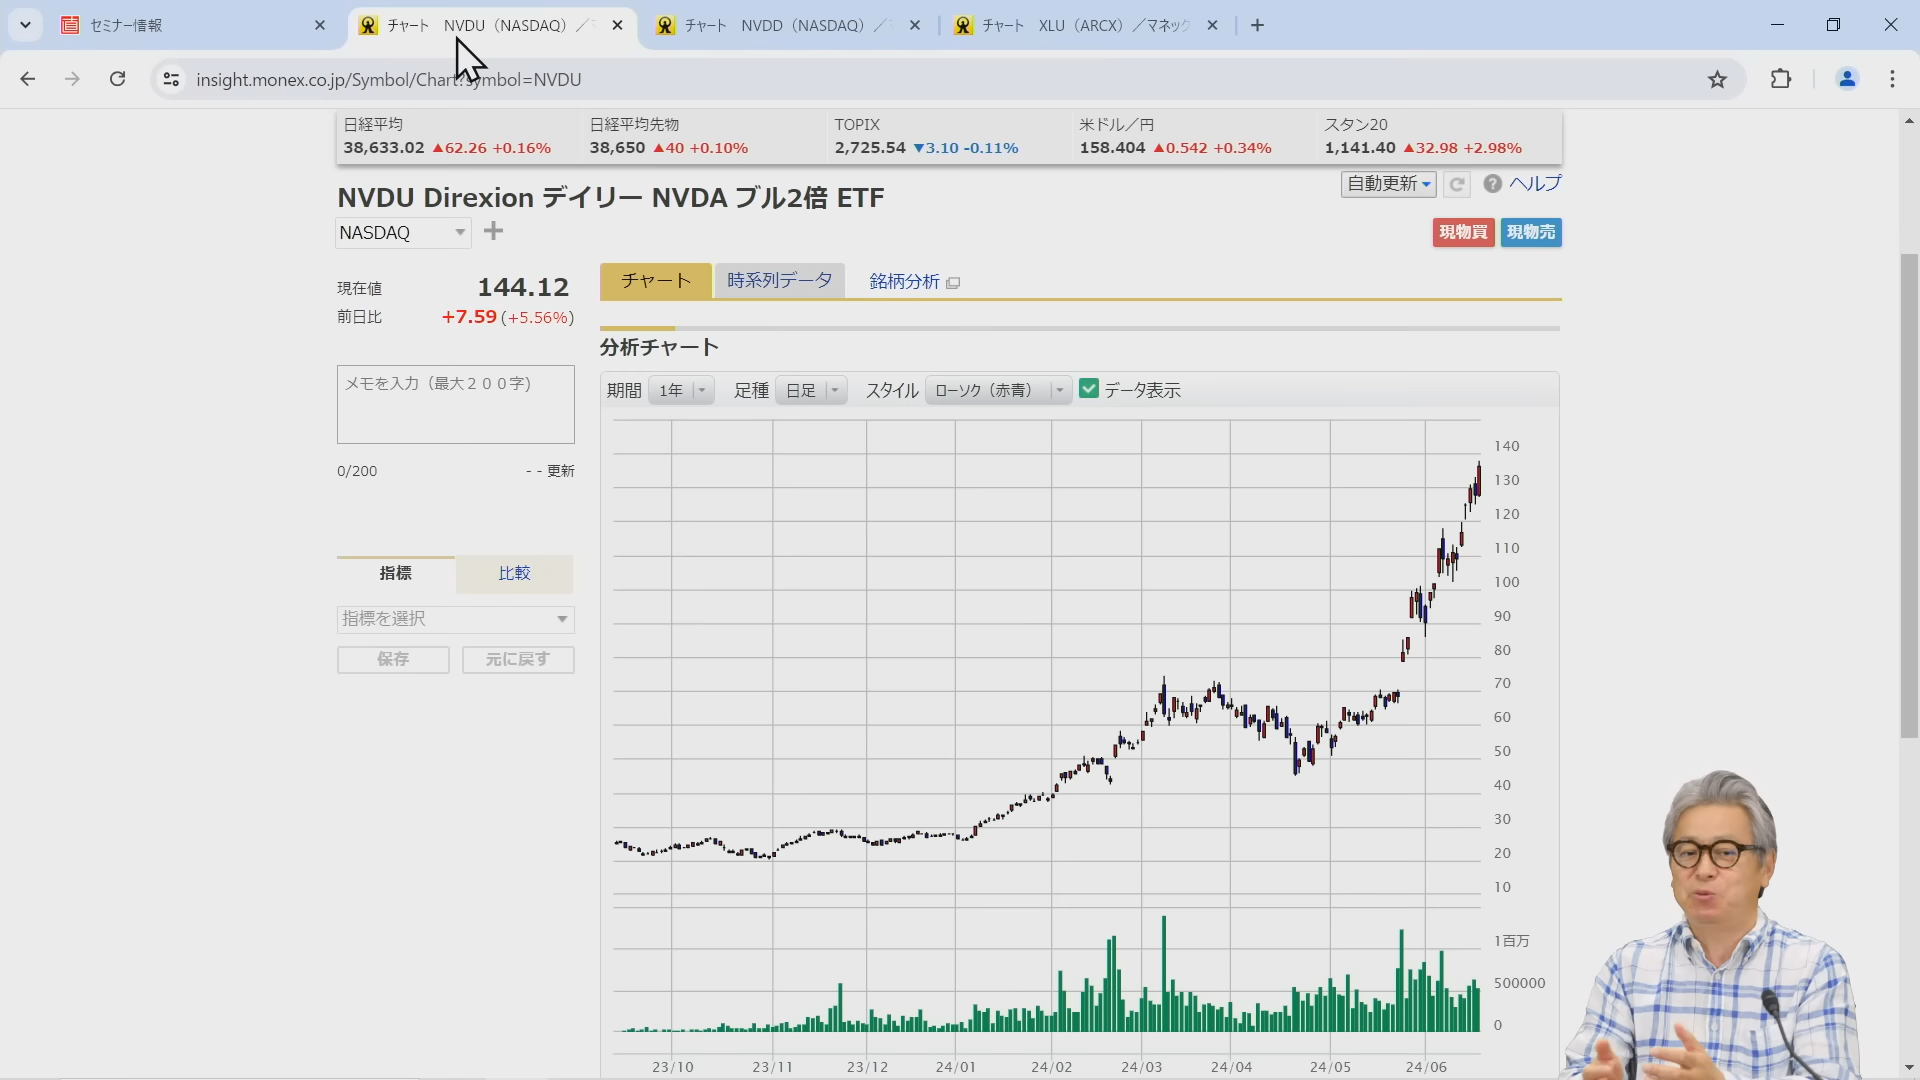 セミナー情報
チャート NVDU（NASDAQ）／マ
チャート NVDD（NASDAQ）／
チャート XLU（ARCX）／マネック
insight.monex.co.jp/Symbol/Chart?symbol=NVDU
日経平均 日経平均先物 TOPIX 米ドル／円 スタン20
38,633.02 ▲62.26 +0.16% 38,650 ▲40 +0.10% 2,725.54 ▼3.10 -0.11% 158.404 ▲0.542 +0.34% 1,141.40 ▲32.98 +2.98%
NVDU Direxion デイリー NVDA ブル2倍 ETF
自動更新 ? ヘルプ
NASDAQ
現物買 現物売
現在値 144.12
前日比 +7.59 (+5.56%)
チャート 時系列データ 銘柄分析
分析チャート
期間 1年 足種 日足 スタイル ローソク（赤青） データ表示
メモを入力（最大２００字）
0/200 - - 更新
指標 比較
指標を選択
保存 元に戻す
140
130
120
110
100
90
80
70
60
50
40
30
20
10
1百万
500000
0
23/10 23/11 23/12 24/01 24/02 24/03 24/04 24/05 24/06